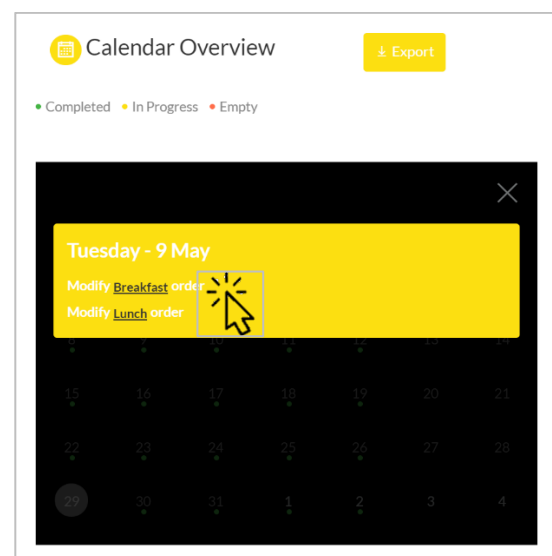 Calendar Overview
Export
Completed In Progress Empty
Tuesday - 9 May
Modify Breakfast order
Modify Lunch order
8 9 10 11 12 13 14
15 16 17 18 19 20 21
22 23 24 25 26 27 28
29 30 31 1 2 3 4